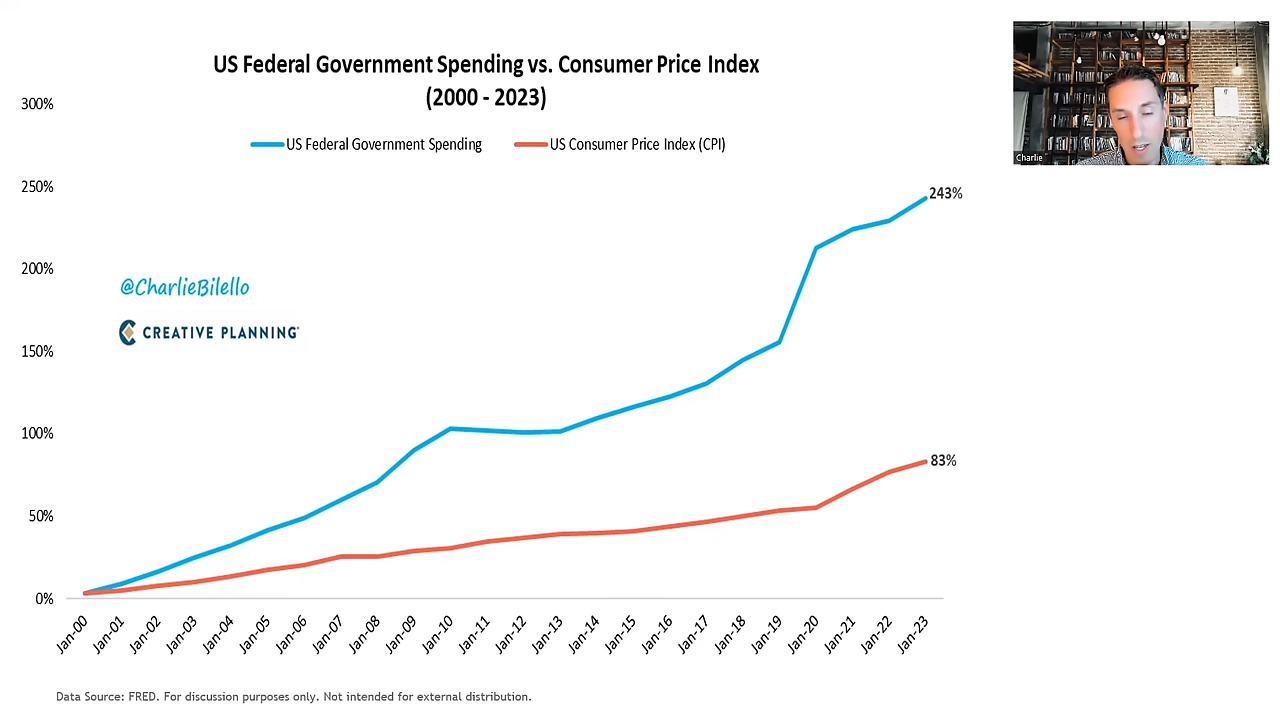 US Federal Government Spending vs. Consumer Price Index
(2000 - 2023)
US Federal Government Spending
US Consumer Price Index (CPI)
300%
250%
200%
150%
100%
50%
0%
243%
83%
@CharlieBilello
CREATIVE PLANNING
Jan-00
Jan-01
Jan-02
Jan-03
Jan-04
Jan-05
Jan-06
Jan-07
Jan-08
Jan-09
Jan-10
Jan-11
Jan-12
Jan-13
Jan-14
Jan-15
Jan-16
Jan-17
Jan-18
Jan-19
Jan-20
Jan-21
Jan-22
Jan-23
Data Source: FRED. For discussion purposes only. Not intended for external distribution.
Charlie